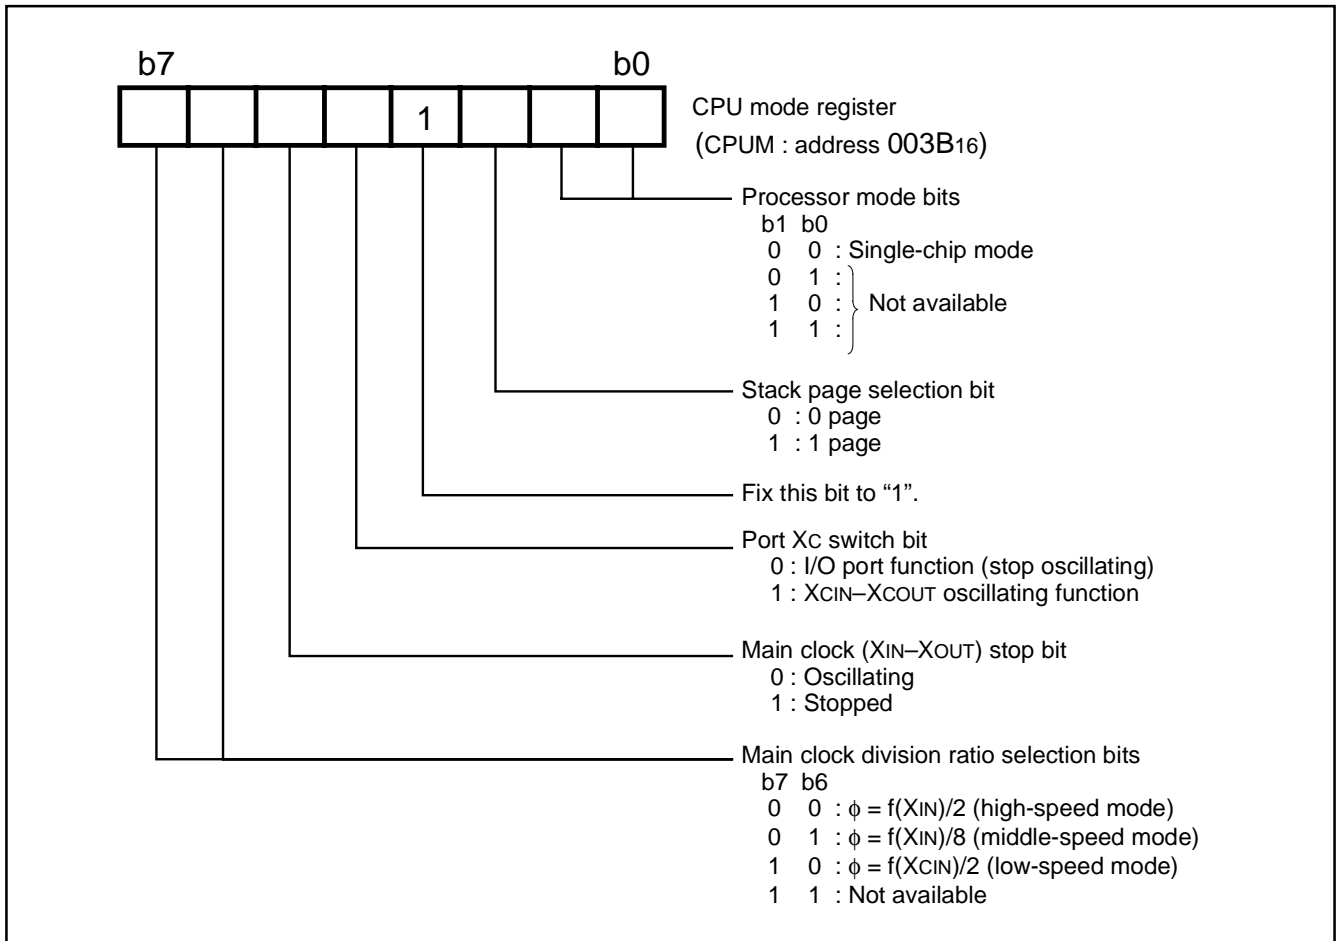 b7 b0
1
CPU mode register
(CPUM : address 003B16)
Processor mode bits
b1 b0
0 0 : Single-chip mode
0 1 :
1 0 : Not available
1 1 :
Stack page selection bit
0 : 0 page
1 : 1 page
Fix this bit to “1”.
Port XC switch bit
0 : I/O port function (stop oscillating)
1 : XCIN–XCOUT oscillating function
Main clock (XIN–XOUT) stop bit
0 : Oscillating
1 : Stopped
Main clock division ratio selection bits
b7 b6
0 0 : ϕ = f(XIN)/2 (high-speed mode)
0 1 : ϕ = f(XIN)/8 (middle-speed mode)
1 0 : ϕ = f(XCIN)/2 (low-speed mode)
1 1 : Not available